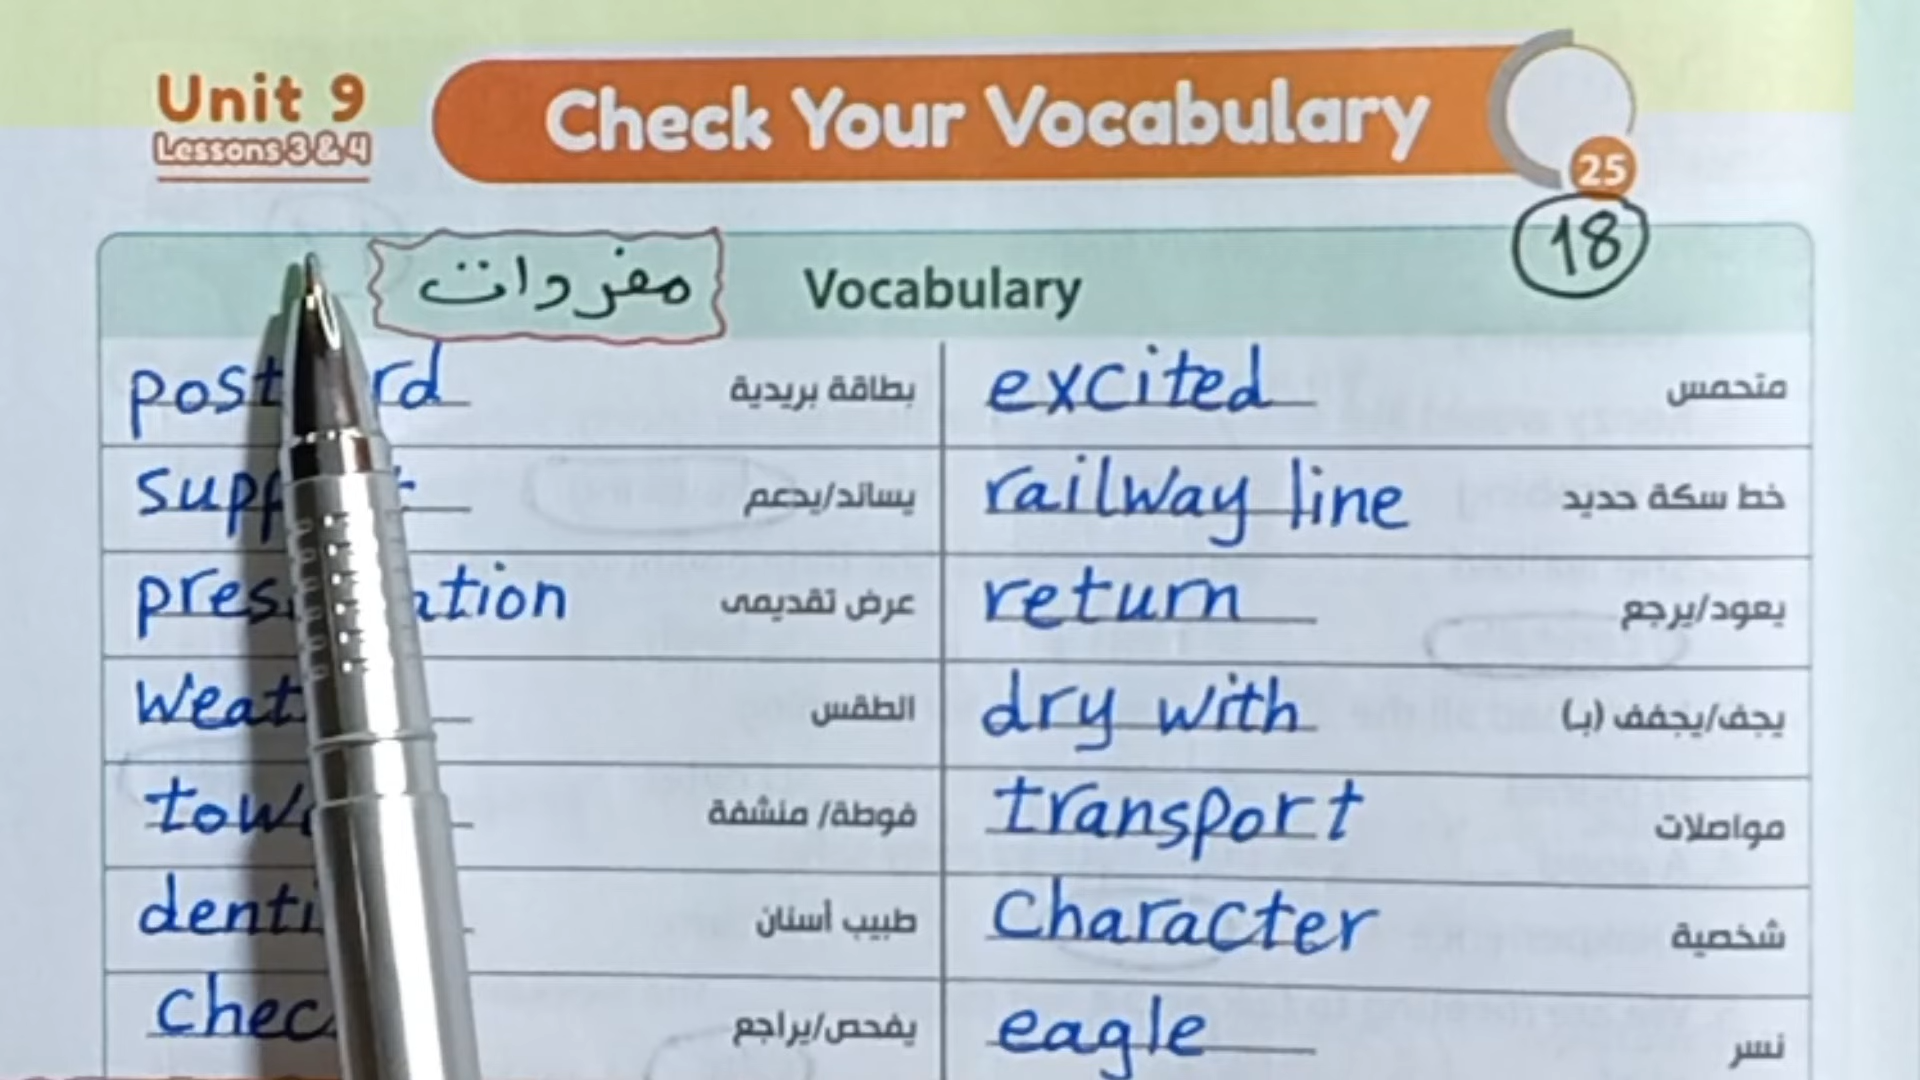 Unit 9
Lessons 3 & 4
Check Your Vocabulary
25
18
مفردات Vocabulary
بطاقة بريدية excited متحمس
يساند/يدعم railway line خط سكة حديد
عرض تقديمى return يعود/يرجع
الطقس dry with يجف/يجفف (بـ)
فوطة/ منشفة transport مواصلات
طبيب أسنان character شخصية
يفحص/يراجع eagle نسر